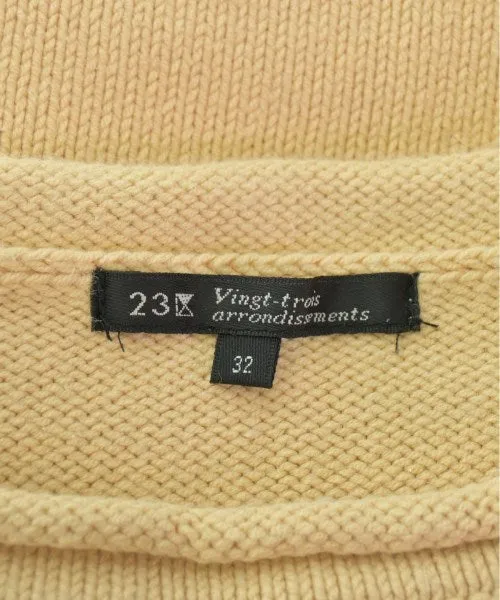 23区 Vingt-trois
arrondissements
32